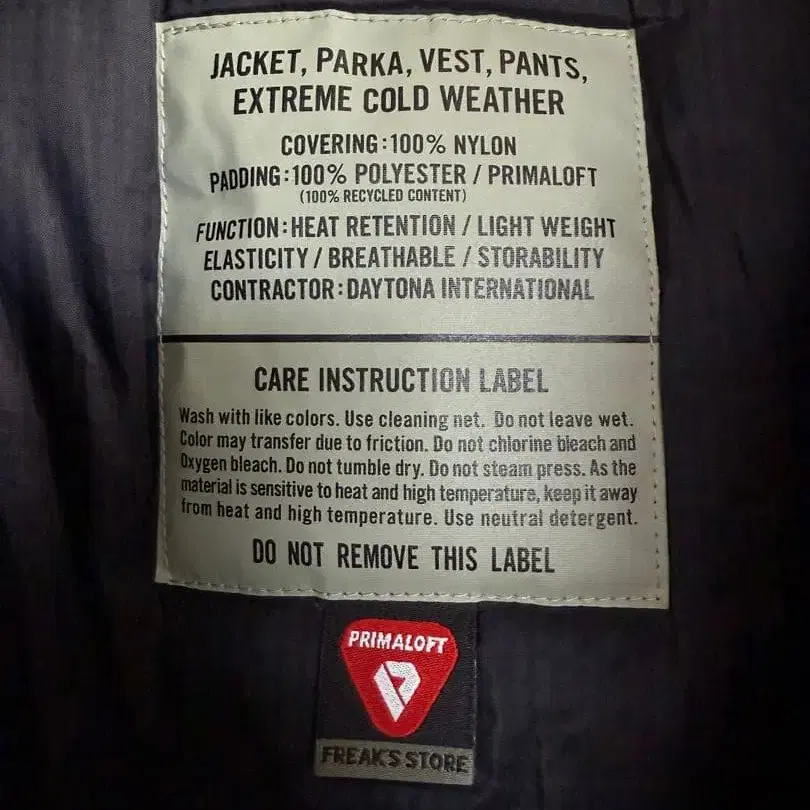 JACKET, PARKA, VEST, PANTS,
EXTREME COLD WEATHER
COVERING:100% NYLON
PADDING:100% POLYESTER / PRIMALOFT
(100% RECYCLED CONTENT)
FUNCTION:HEAT RETENTION / LIGHT WEIGHT
ELASTICITY / BREATHABLE / STORABILITY
CONTRACTOR:DAYTONA INTERNATIONAL
CARE INSTRUCTION LABEL
Wash with like colors. Use cleaning net. Do not leave wet.
Color may transfer due to friction. Do not chlorine bleach and
Oxygen bleach. Do not tumble dry. Do not steam press. As the
material is sensitive to heat and high temperature, keep it away
from heat and high temperature. Use neutral detergent.
DO NOT REMOVE THIS LABEL
PRIMALOFT
FREAK'S STORE